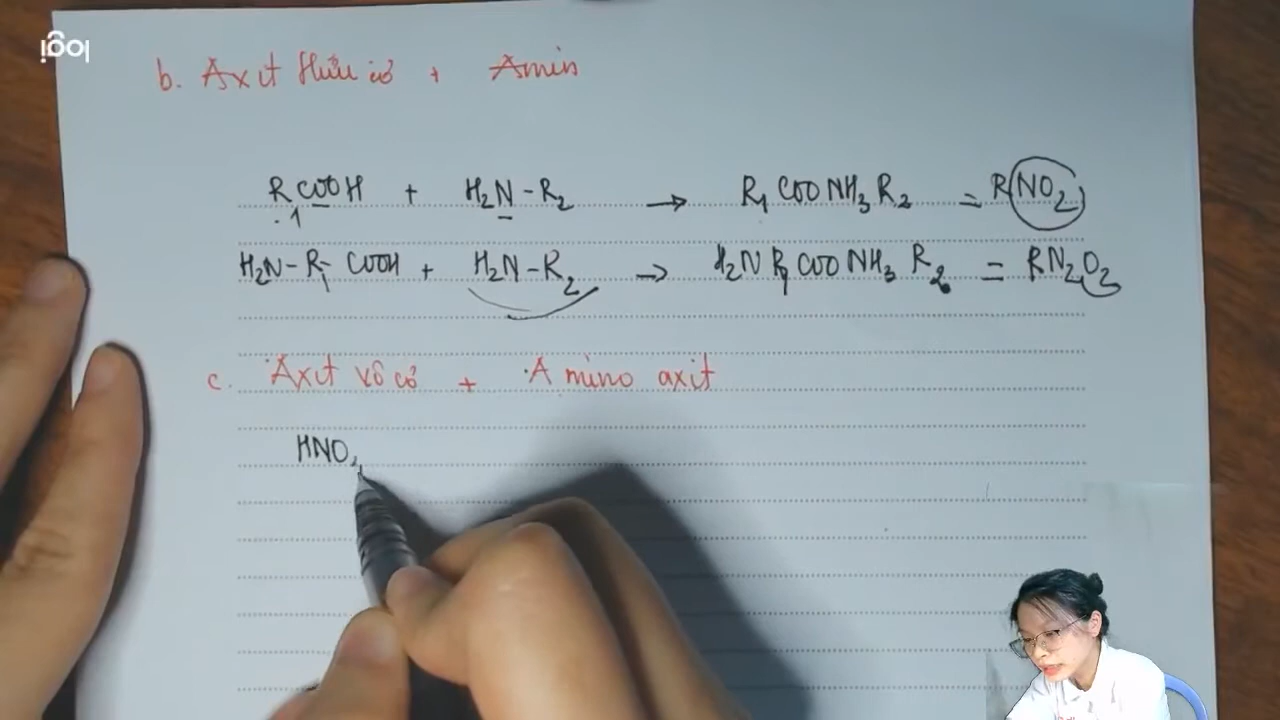 logi
b. Axit hữu cơ + Amin
R₁COOH + H₂N-R₂ → R₁COONH₃R₂ = RNO₂
H₂N-R₁-COOH + H₂N-R₂ → H₂NR₁COONH₃R₂ = RN₂O₂
c. Axit vô cơ + Amino axit
HNO